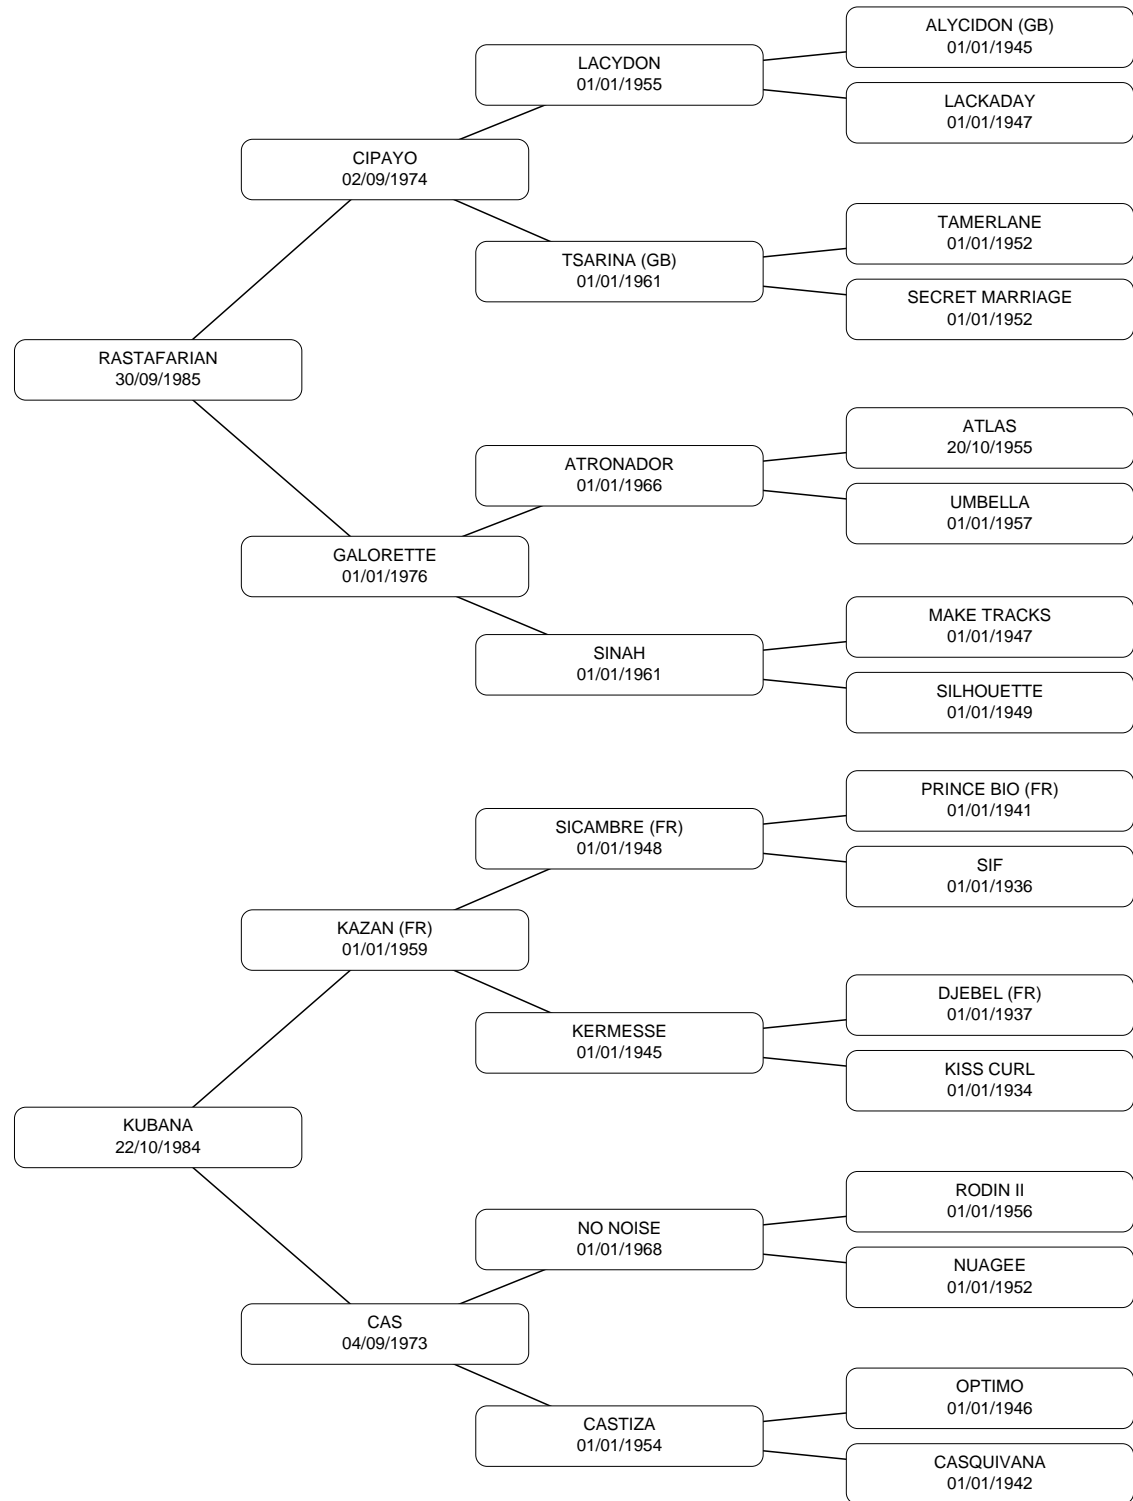 ALYCIDON (GB)
01/01/1945
LACYDON
01/01/1955
LACKADAY
01/01/1947
CIPAYO
02/09/1974
TAMERLANE
01/01/1952
TSARINA (GB)
01/01/1961
SECRET MARRIAGE
01/01/1952
RASTAFARIAN
30/09/1985
ATLAS
20/10/1955
ATRONADOR
01/01/1966
UMBELLA
01/01/1957
GALORETTE
01/01/1976
MAKE TRACKS
01/01/1947
SINAH
01/01/1961
SILHOUETTE
01/01/1949
PRINCE BIO (FR)
01/01/1941
SICAMBRE (FR)
01/01/1948
SIF
01/01/1936
KAZAN (FR)
01/01/1959
DJEBEL (FR)
01/01/1937
KERMESSE
01/01/1945
KISS CURL
01/01/1934
KUBANA
22/10/1984
RODIN II
01/01/1956
NO NOISE
01/01/1968
NUAGEE
01/01/1952
CAS
04/09/1973
OPTIMO
01/01/1946
CASTIZA
01/01/1954
CASQUIVANA
01/01/1942